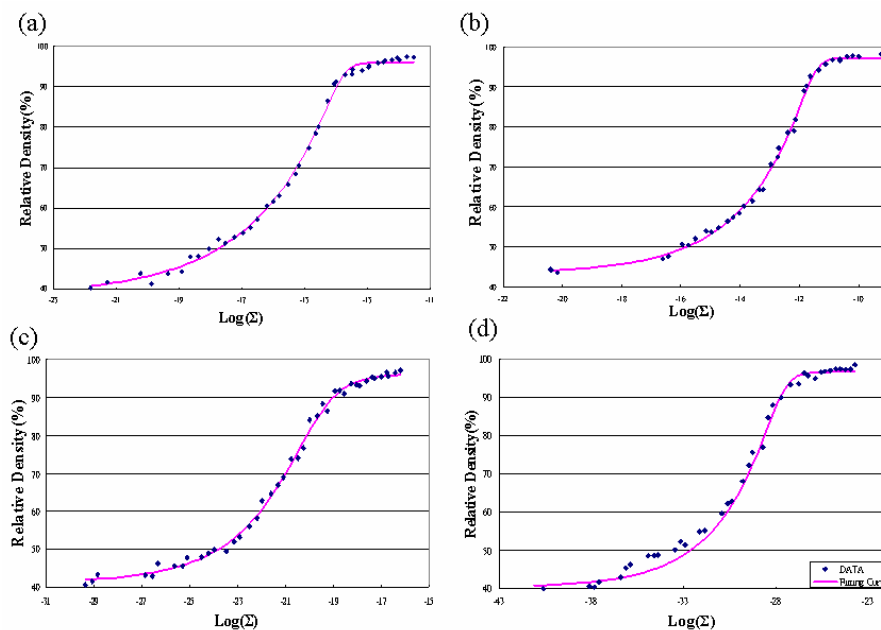 (a)
Relative Density(%)
100
90
80
70
60
50
40
-23 -21 -19 -17 -15 -13 -11
Log(Σ)
(b)
Relative Density(%)
100
90
80
70
60
50
40
-22 -20 -18 -16 -14 -12 -10
Log(Σ)
(c)
Relative Density(%)
100
90
80
70
60
50
40
-31 -29 -27 -25 -23 -21 -19 -17 -15
Log(Σ)
(d)
Relative Density(%)
100
90
80
70
60
50
40
-43 -38 -33 -28 -23
Log(Σ)
DATA
Fitting Cur